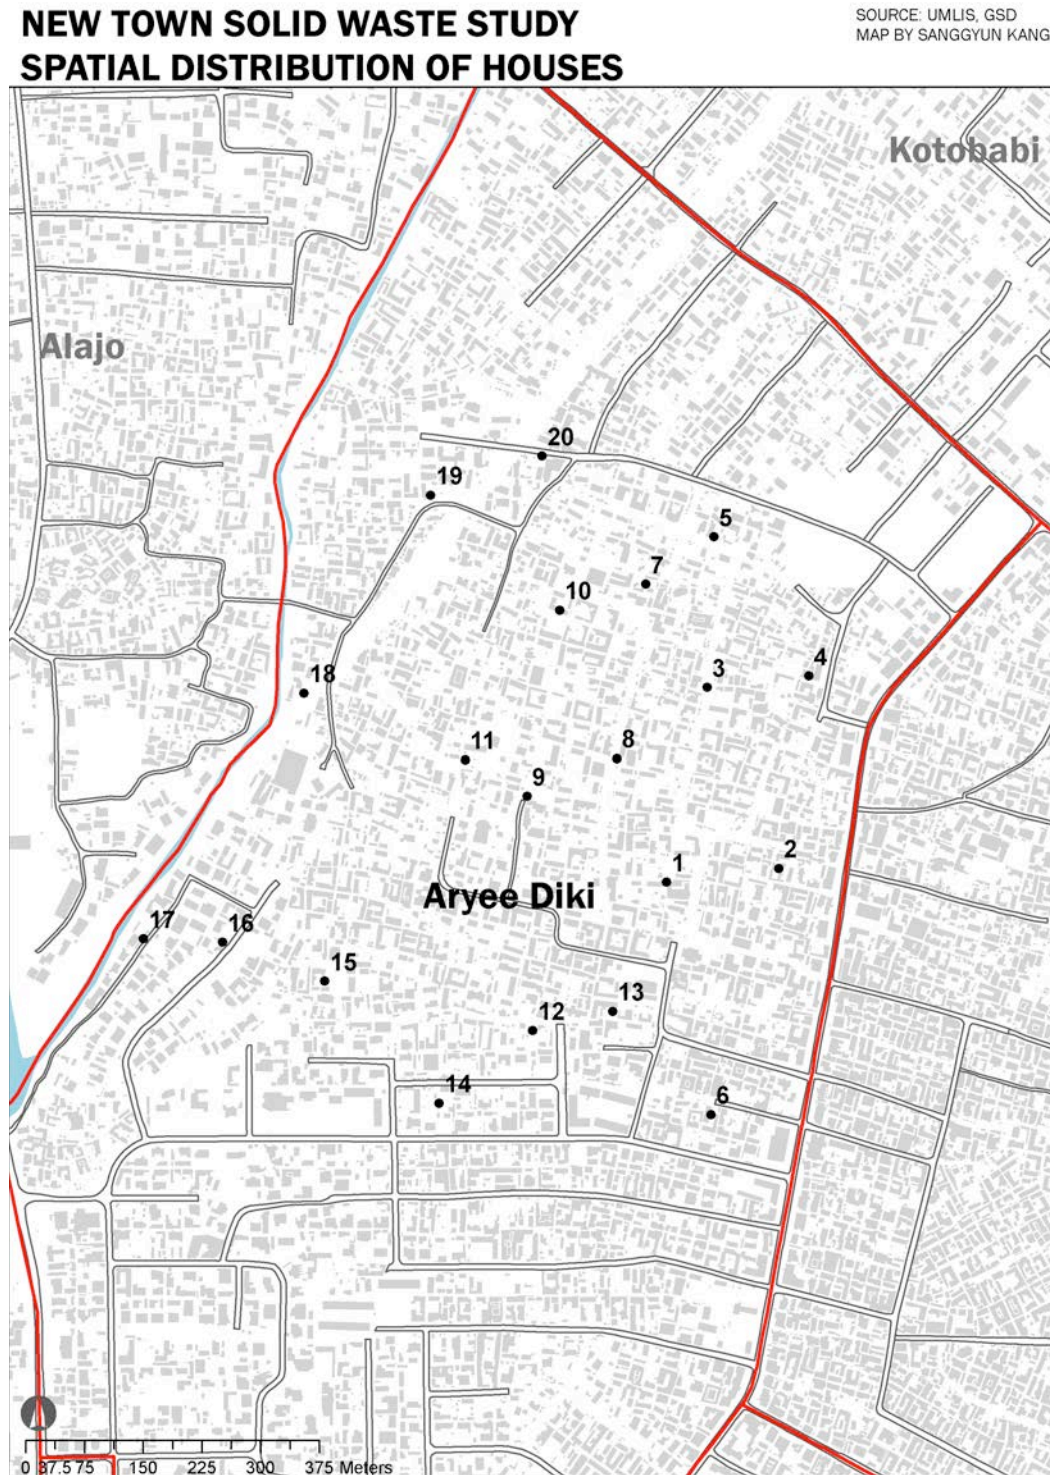 NEW TOWN SOLID WASTE STUDY
SPATIAL DISTRIBUTION OF HOUSES
SOURCE: UMLIS, GSD
MAP BY SANGGYUN KANG
Kotobabi
Alajo
20
19
5
7
10
3
4
18
11
8
9
1
2
Aryee Diki
17
16
15
13
12
14
6
0 37.5 75 150 225 300 375 Meters